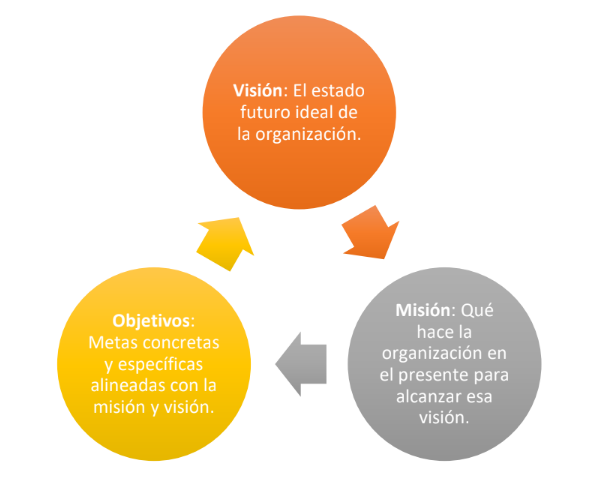 Visión: El estado
futuro ideal de
la organización.
Misión: Qué
hace la
organización en
el presente para
alcanzar esa
visión.
Objetivos:
Metas concretas
y específicas
alineadas con la
misión y visión.